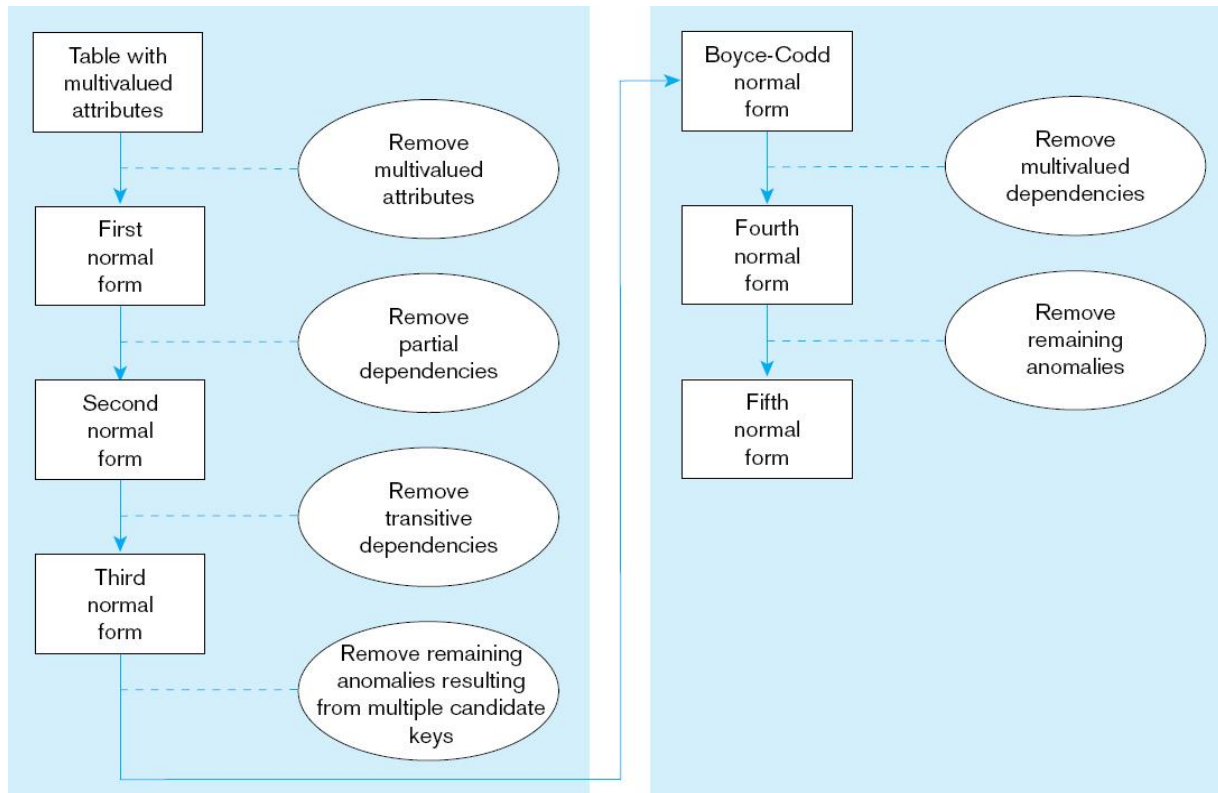 Table with
multivalued
attributes
Remove
multivalued
attributes
First
normal
form
Remove
partial
dependencies
Second
normal
form
Remove
transitive
dependencies
Third
normal
form
Remove remaining
anomalies resulting
from multiple candidate
keys
Boyce-Codd
normal
form
Remove
multivalued
dependencies
Fourth
normal
form
Remove
remaining
anomalies
Fifth
normal
form